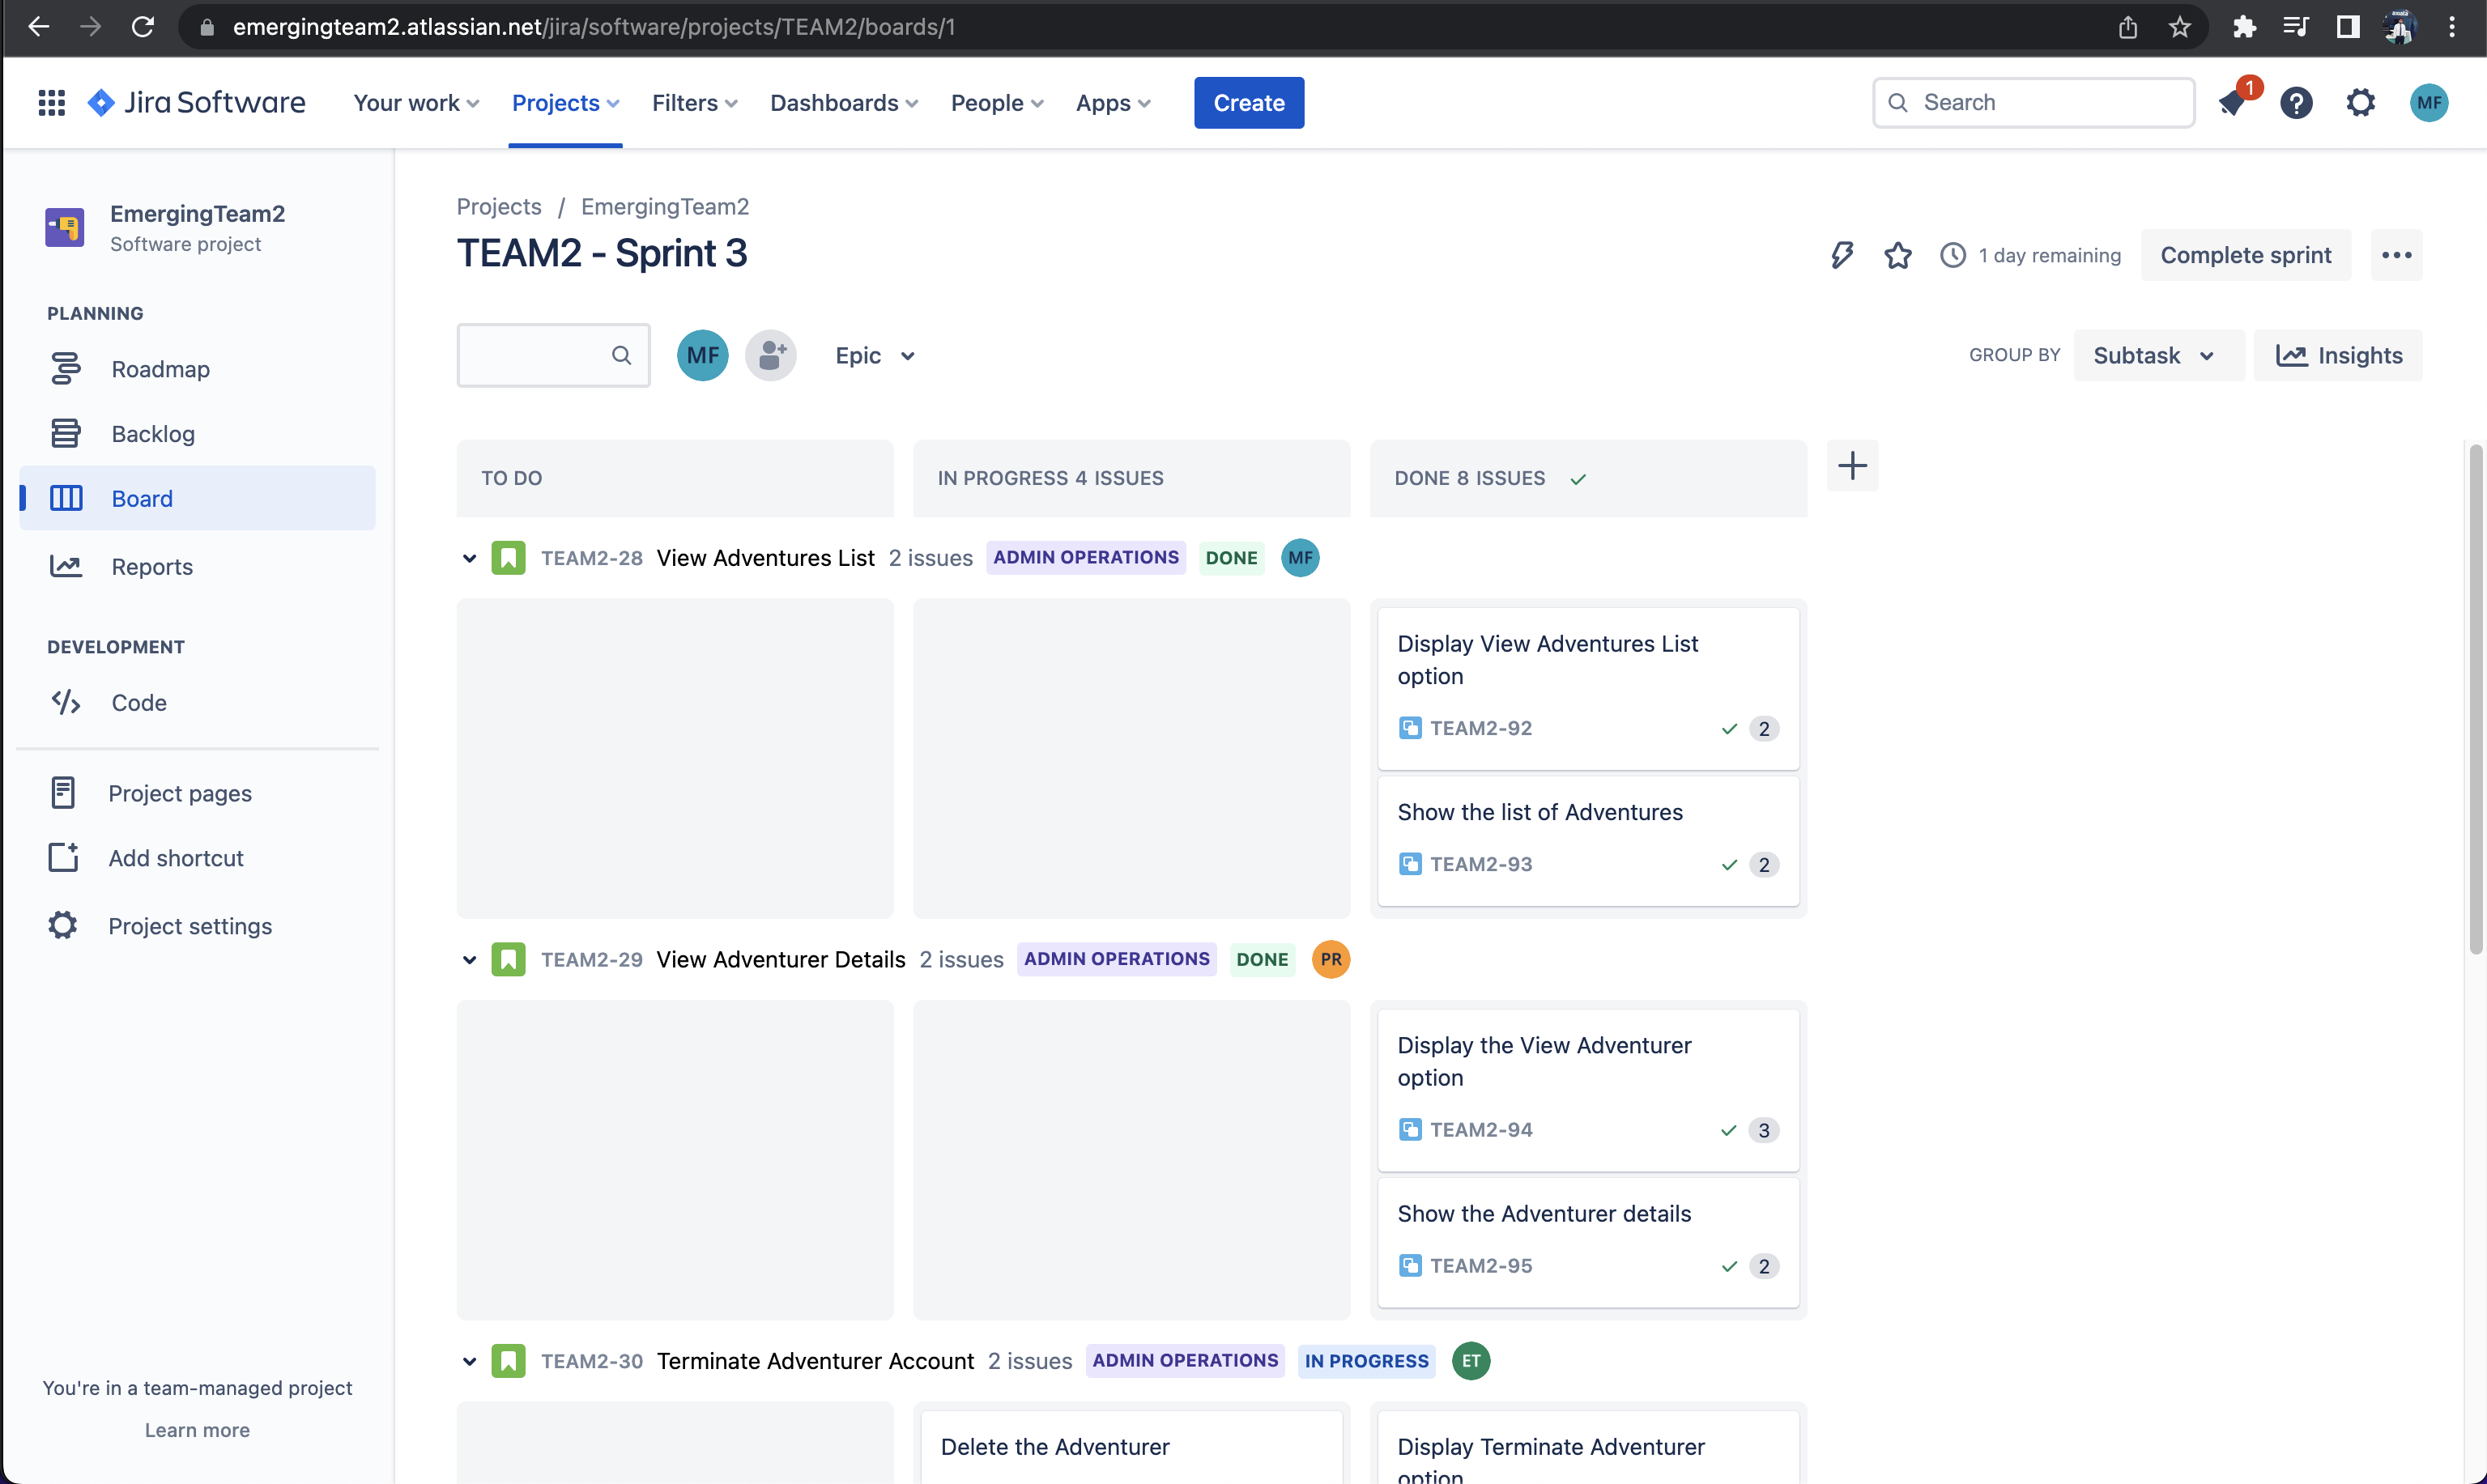 emergingteam2.atlassian.net/jira/software/projects/TEAM2/boards/1
Jira Software
Your work
Projects
Filters
Dashboards
People
Apps
Create
Search
1
MF
EmergingTeam2
Software project
PLANNING
Roadmap
Backlog
Board
Reports
DEVELOPMENT
Code
Project pages
Add shortcut
Project settings
You're in a team-managed project
Learn more
Projects / EmergingTeam2
TEAM2 - Sprint 3
1 day remaining
Complete sprint
MF
Epic
GROUP BY
Subtask
Insights
TO DO
IN PROGRESS 4 ISSUES
DONE 8 ISSUES
TEAM2-28 View Adventures List 2 issues ADMIN OPERATIONS DONE MF
Display View Adventures List
option
TEAM2-92 2
Show the list of Adventures
TEAM2-93 2
TEAM2-29 View Adventurer Details 2 issues ADMIN OPERATIONS DONE PR
Display the View Adventurer
option
TEAM2-94 3
Show the Adventurer details
TEAM2-95 2
TEAM2-30 Terminate Adventurer Account 2 issues ADMIN OPERATIONS IN PROGRESS ET
Delete the Adventurer
Display Terminate Adventurer
option